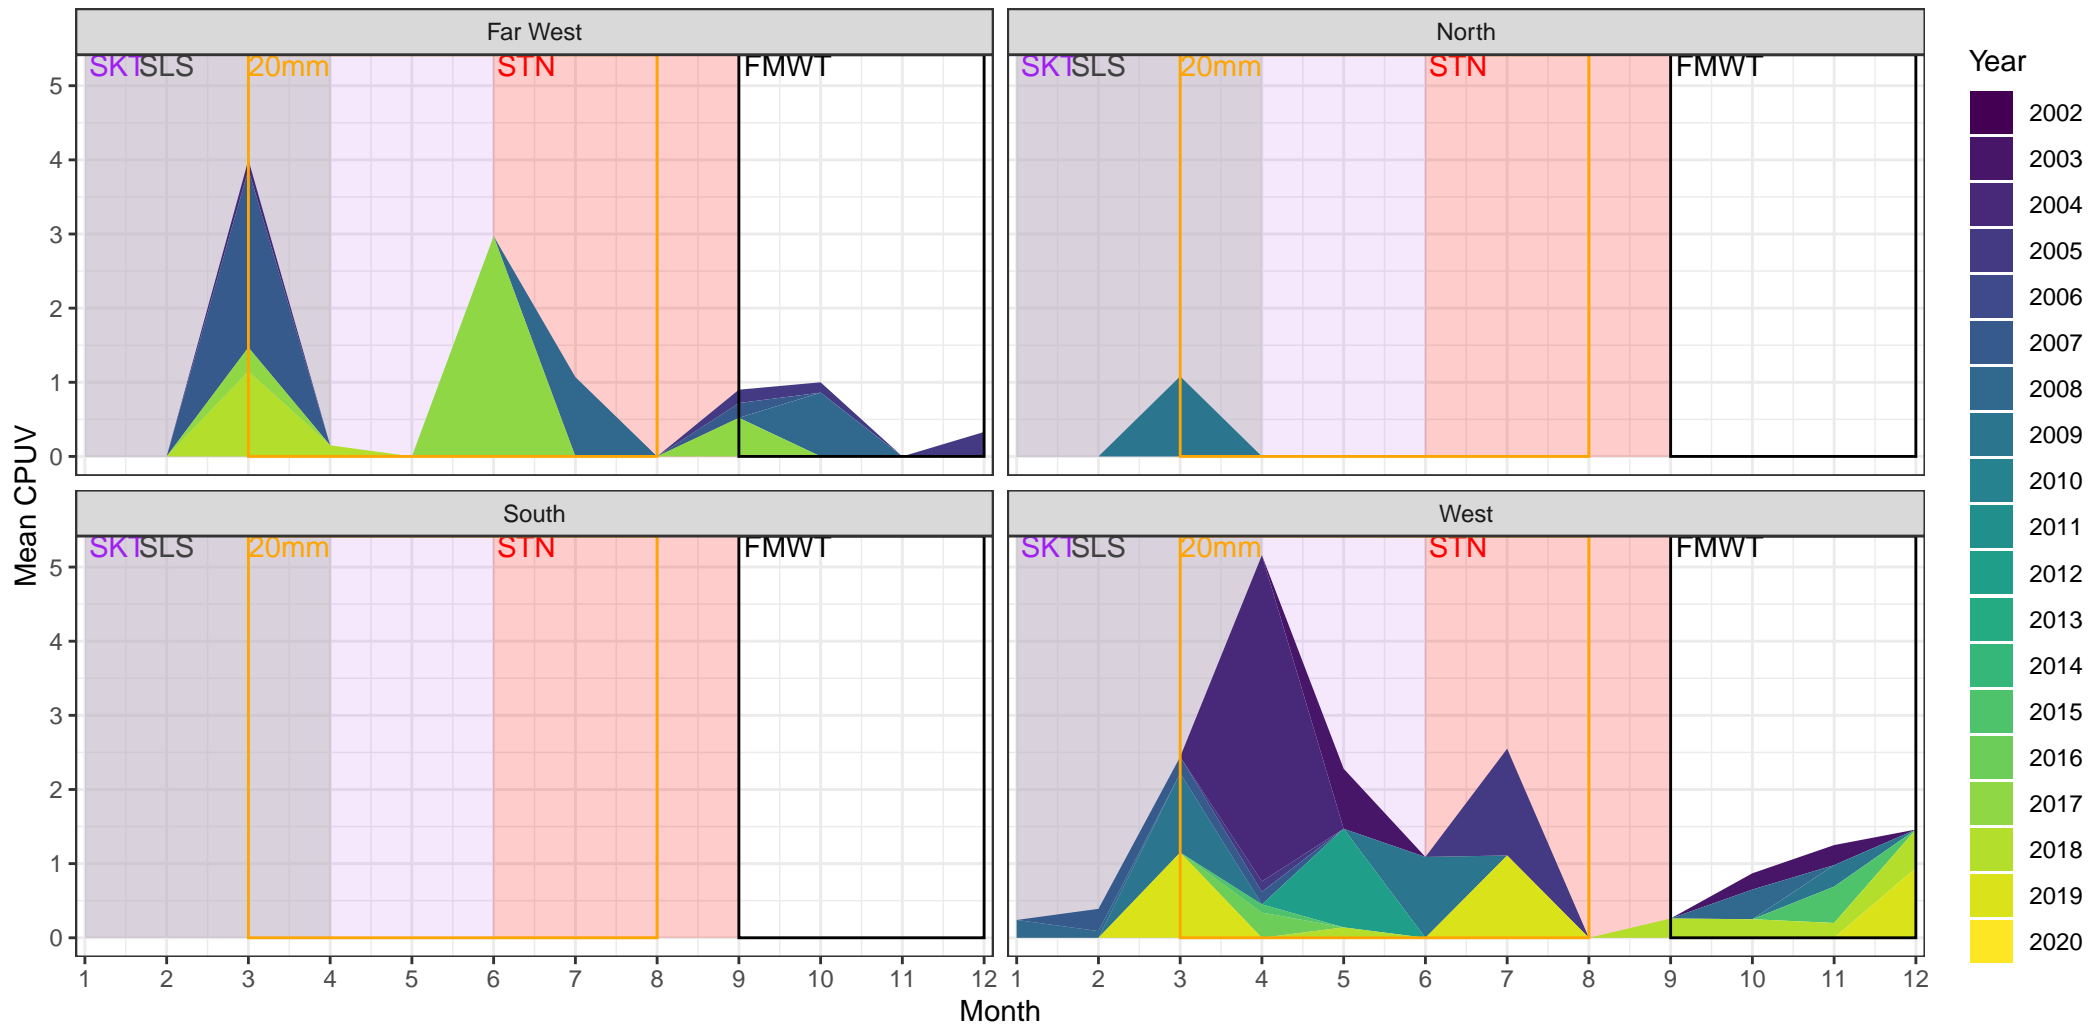 Far West
North
SKT SLS 20mm STN FMWT
SKT SLS 20mm STN FMWT
5
4
3
2
1
0
South
West
SKT SLS 20mm STN FMWT
SKT SLS 20mm STN FMWT
5
4
3
2
1
0
1 2 3 4 5 6 7 8 9 10 11 12
1 2 3 4 5 6 7 8 9 10 11 12
Month
Mean CPUV
Year
2002
2003
2004
2005
2006
2007
2008
2009
2010
2011
2012
2013
2014
2015
2016
2017
2018
2019
2020